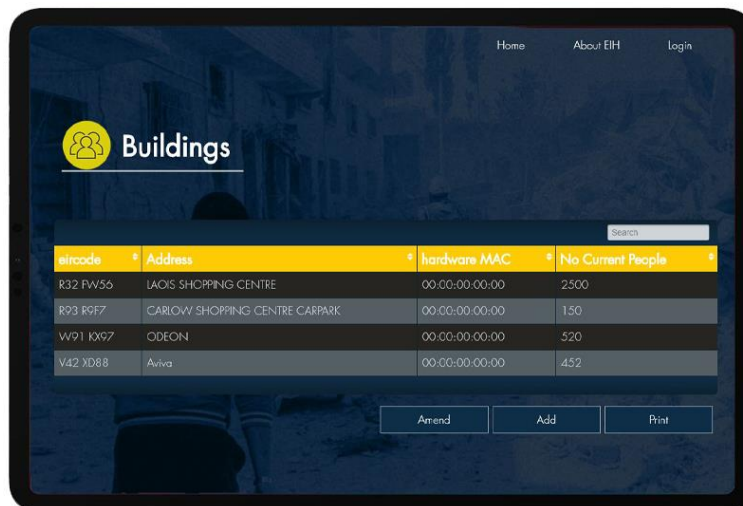 Home About EIH Login
Buildings
Search
eircode Address hardware MAC No Current People
R32 FW56 LAOIS SHOPPING CENTRE 00:00:00:00:00 2500
R93 R9F7 CARLOW SHOPPING CENTRE CARPARK 00:00:00:00:00 150
W91 KX97 ODEON 00:00:00:00:00 520
V42 XD88 Aviva 00:00:00:00:00 452
Amend Add Print